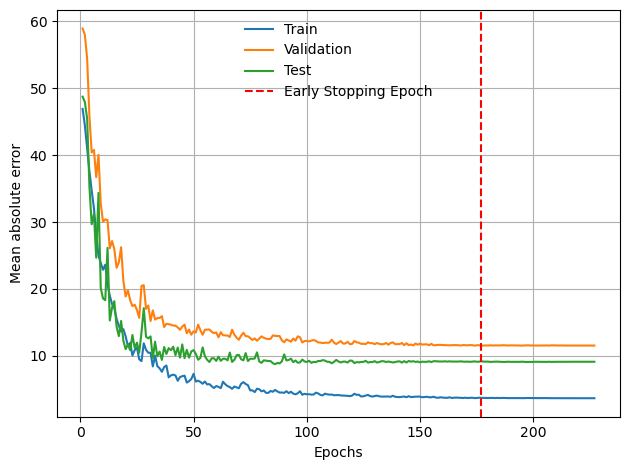 60
50
40
30
20
10
Mean absolute error
Train
Validation
Test
Early Stopping Epoch
0
50
100
150
200
Epochs